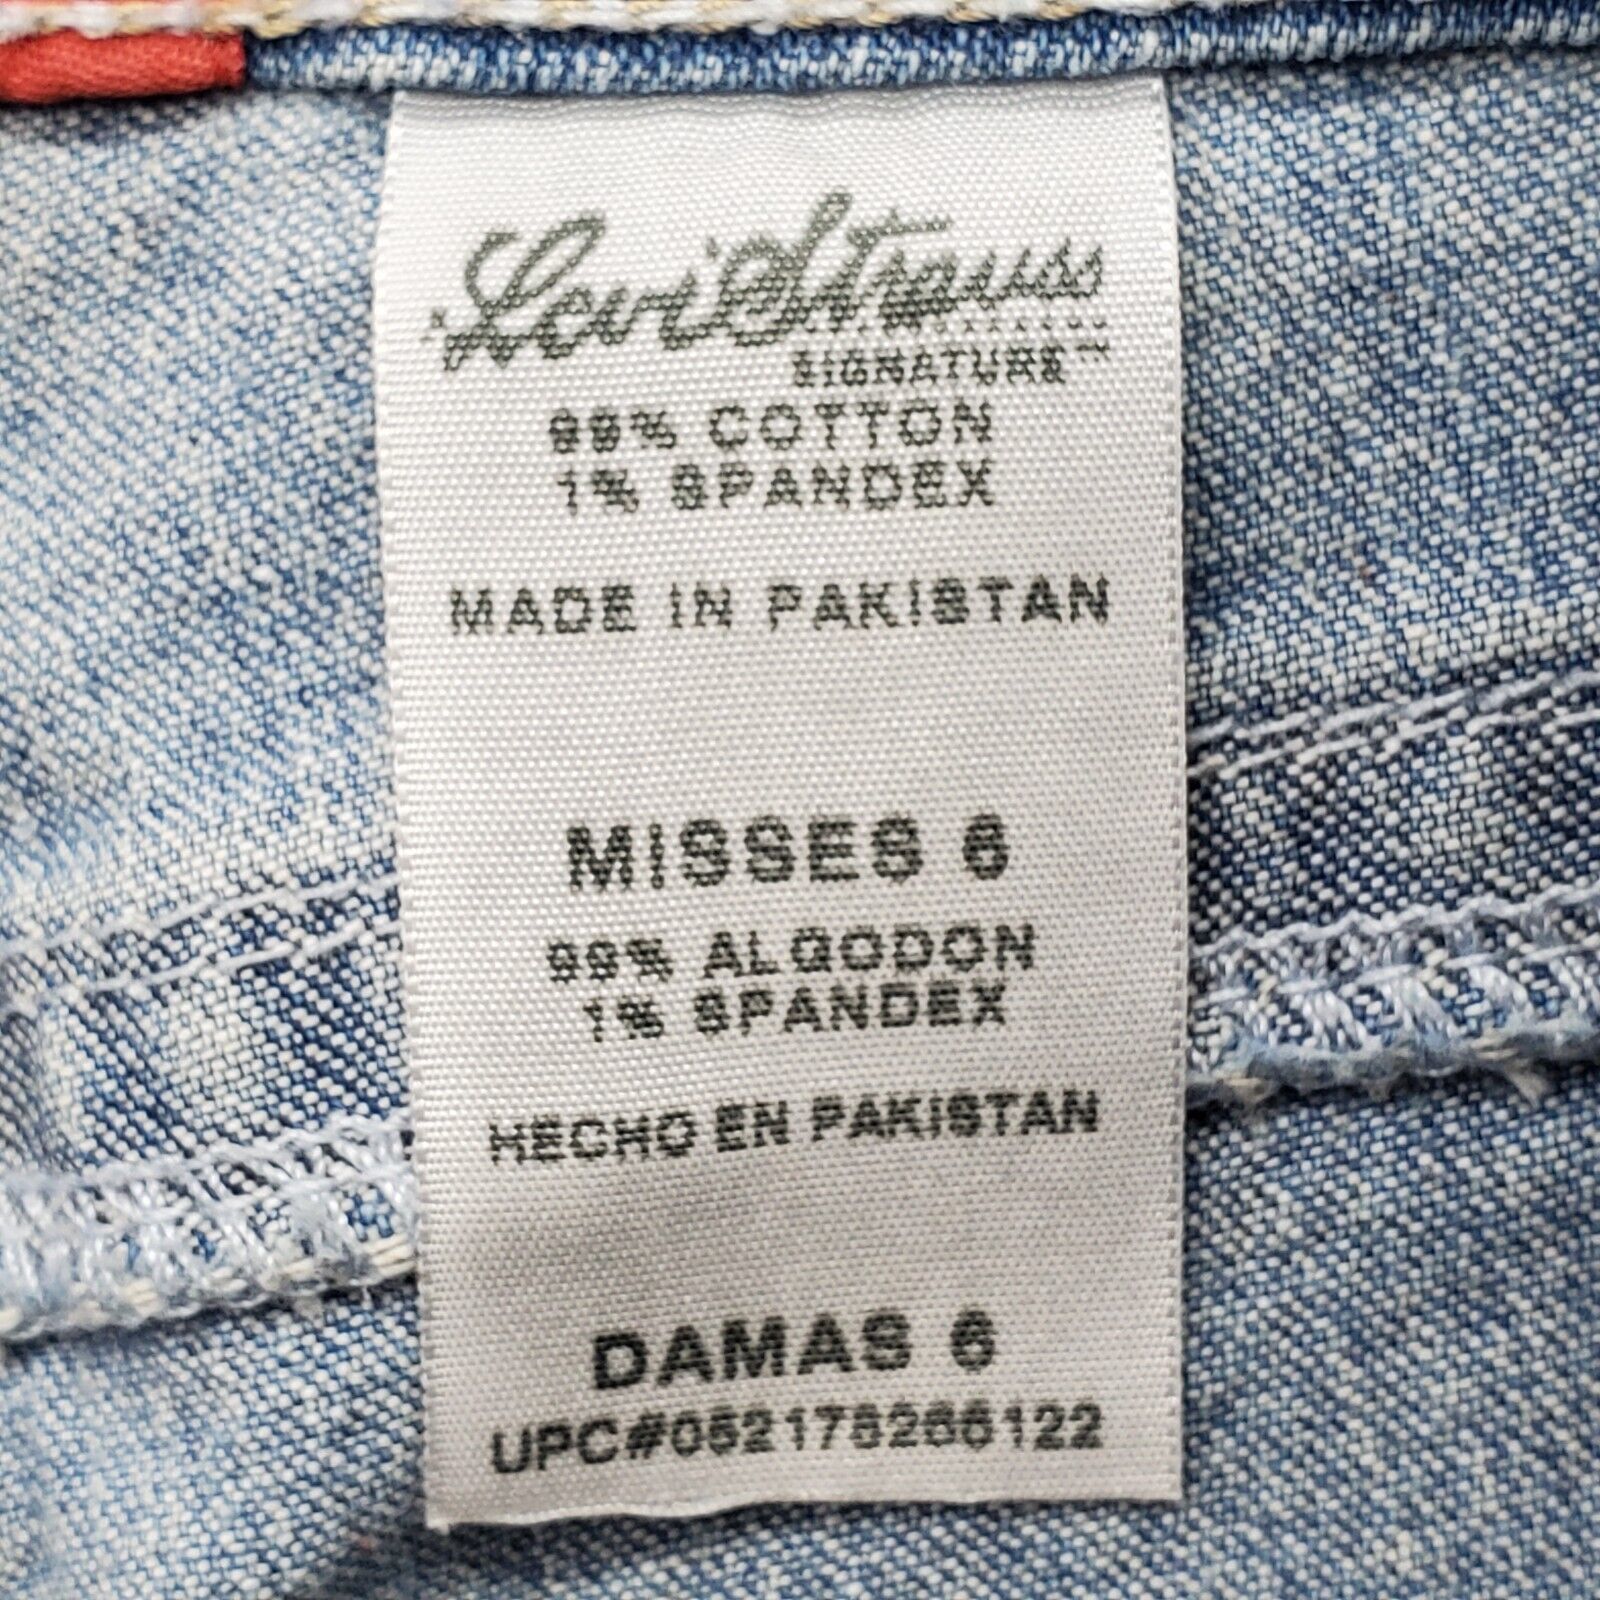 Levi Strauss
SIGNATURE™
99% COTTON
1% SPANDEX
MADE IN PAKISTAN
MISSES 6
99% ALGODON
1% SPANDEX
HECHO EN PAKISTAN
DAMAS 6
UPC#052178266122